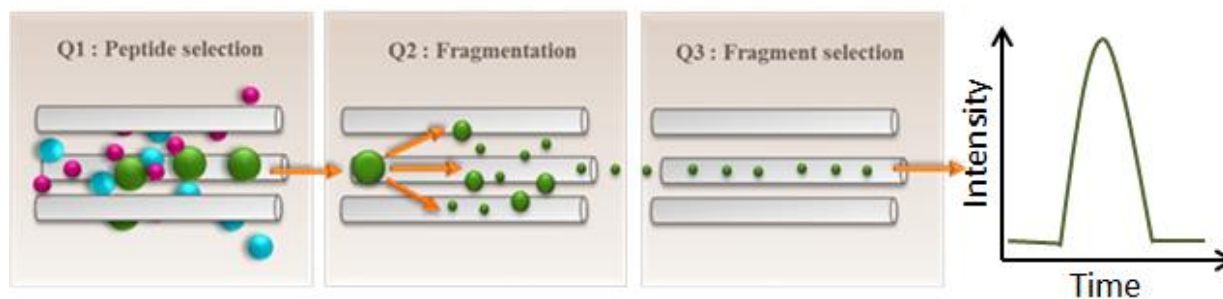 Q1 : Peptide selection
Q2 : Fragmentation
Q3 : Fragment selection
Intensity
Time